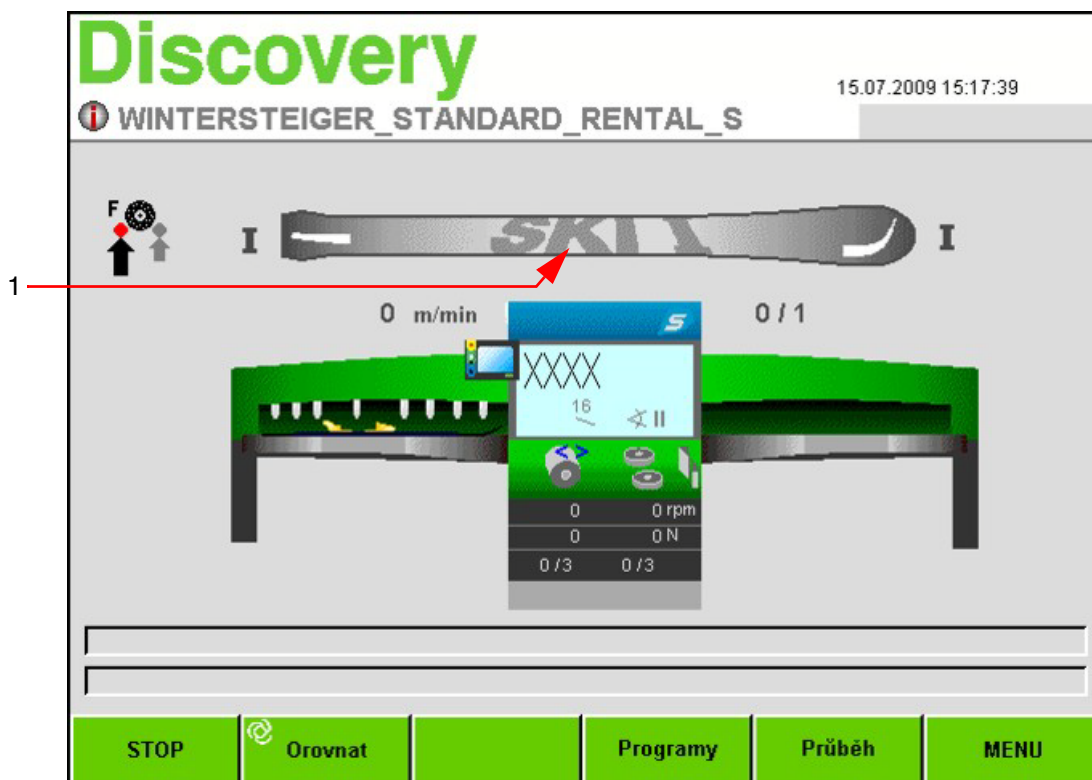 Discovery
15.07.2009 15:17:39
WINTERSTEIGER_STANDARD_RENTAL_S
F
I SKI I
1
0 m/min 0 / 1
S
XXXX
16
II
< >
0 0 rpm
0 0 N
0 / 3 0 / 3
STOP Orovnat Programy Průběh MENU